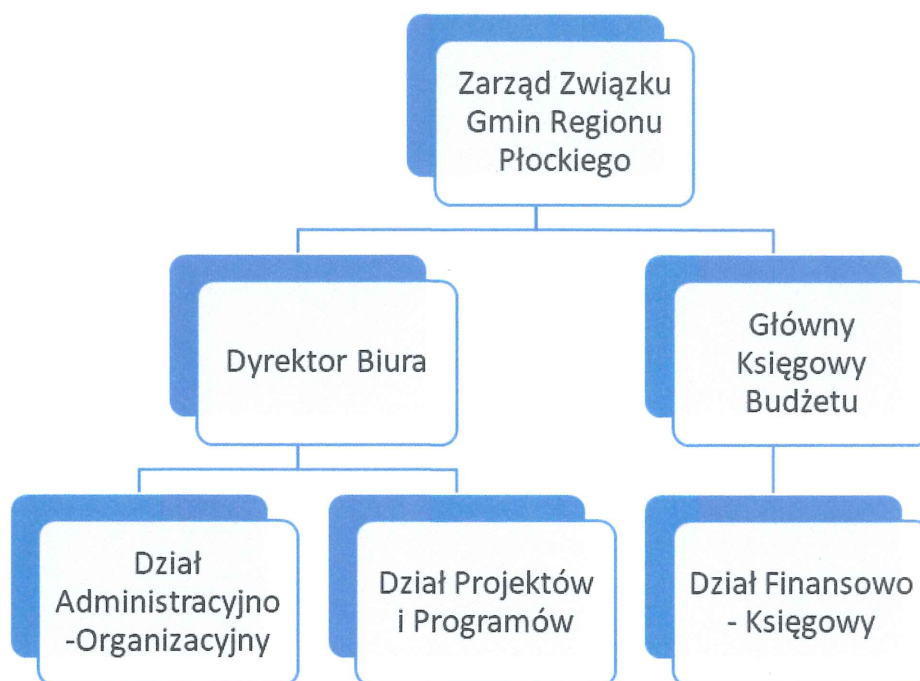 Zarząd Związku
Gmin Regionu
Płockiego
Dyrektor Biura
Główny
Księgowy
Budżetu
Dział
Administracyjno
-Organizacyjny
Dział Projektów
i Programów
Dział Finansowo
- Księgowy